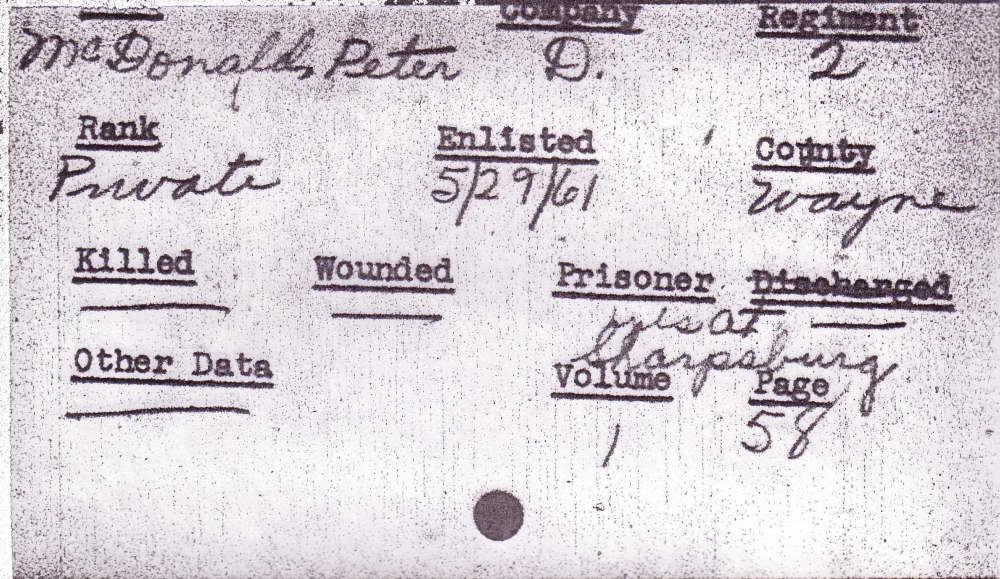 Company Regiment
McDonald, Peter D. 2
Rank Enlisted County
Private 5/29/61 Wayne
Killed Wounded Prisoner Discharged
at
Sharpsburg
Other Data Volume Page
1 58